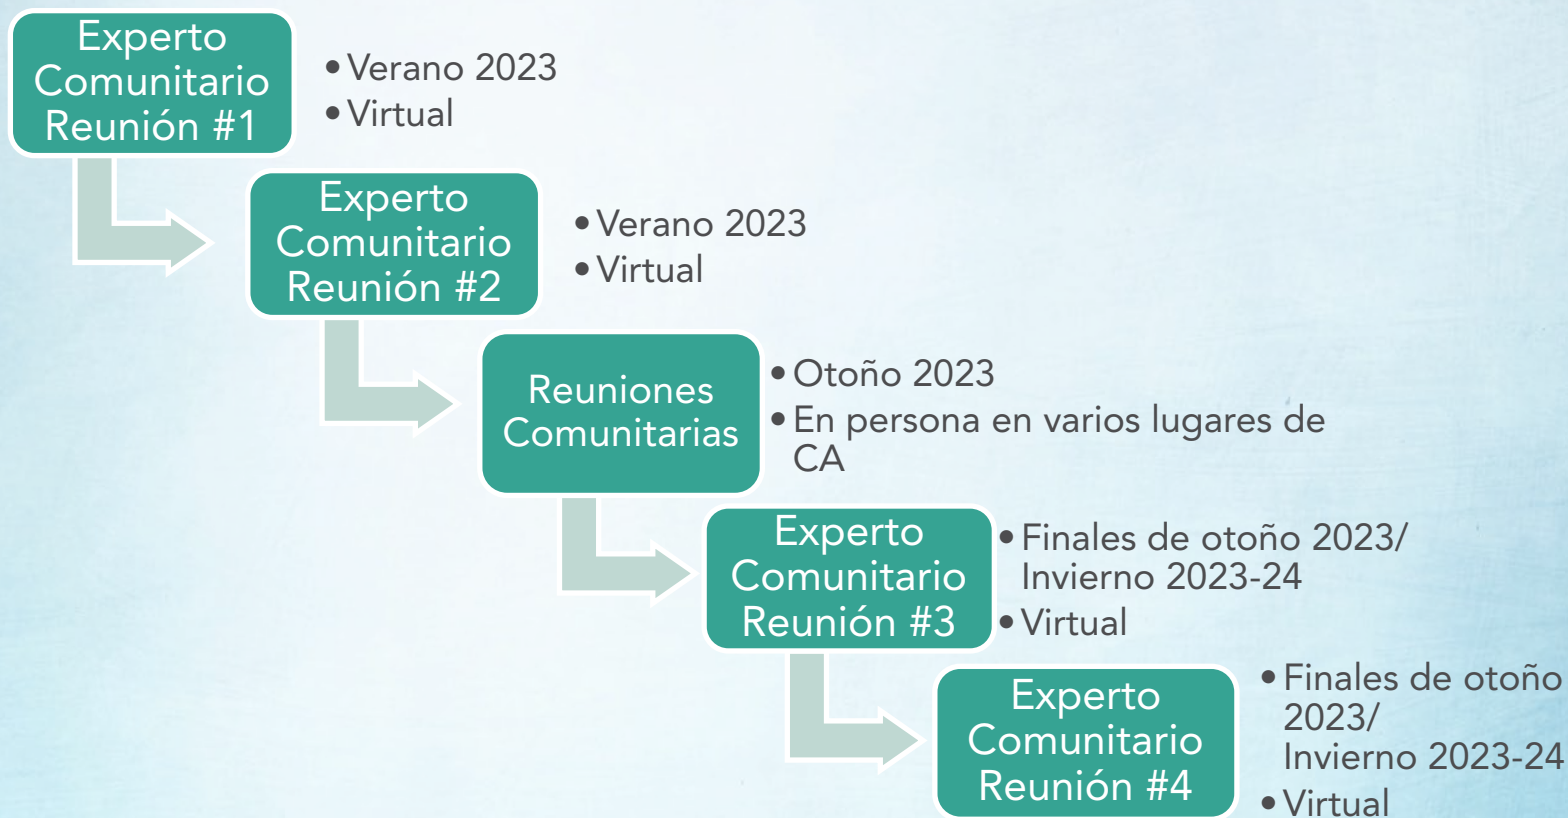 Experto
Comunitario
Reunión #1
• Verano 2023
• Virtual
Experto
Comunitario
Reunión #2
• Verano 2023
• Virtual
Reuniones
Comunitarias
• Otoño 2023
• En persona en varios lugares de
CA
Experto
Comunitario
Reunión #3
• Finales de otoño 2023/
Invierno 2023-24
• Virtual
Experto
Comunitario
Reunión #4
• Finales de otoño
2023/
Invierno 2023-24
• Virtual